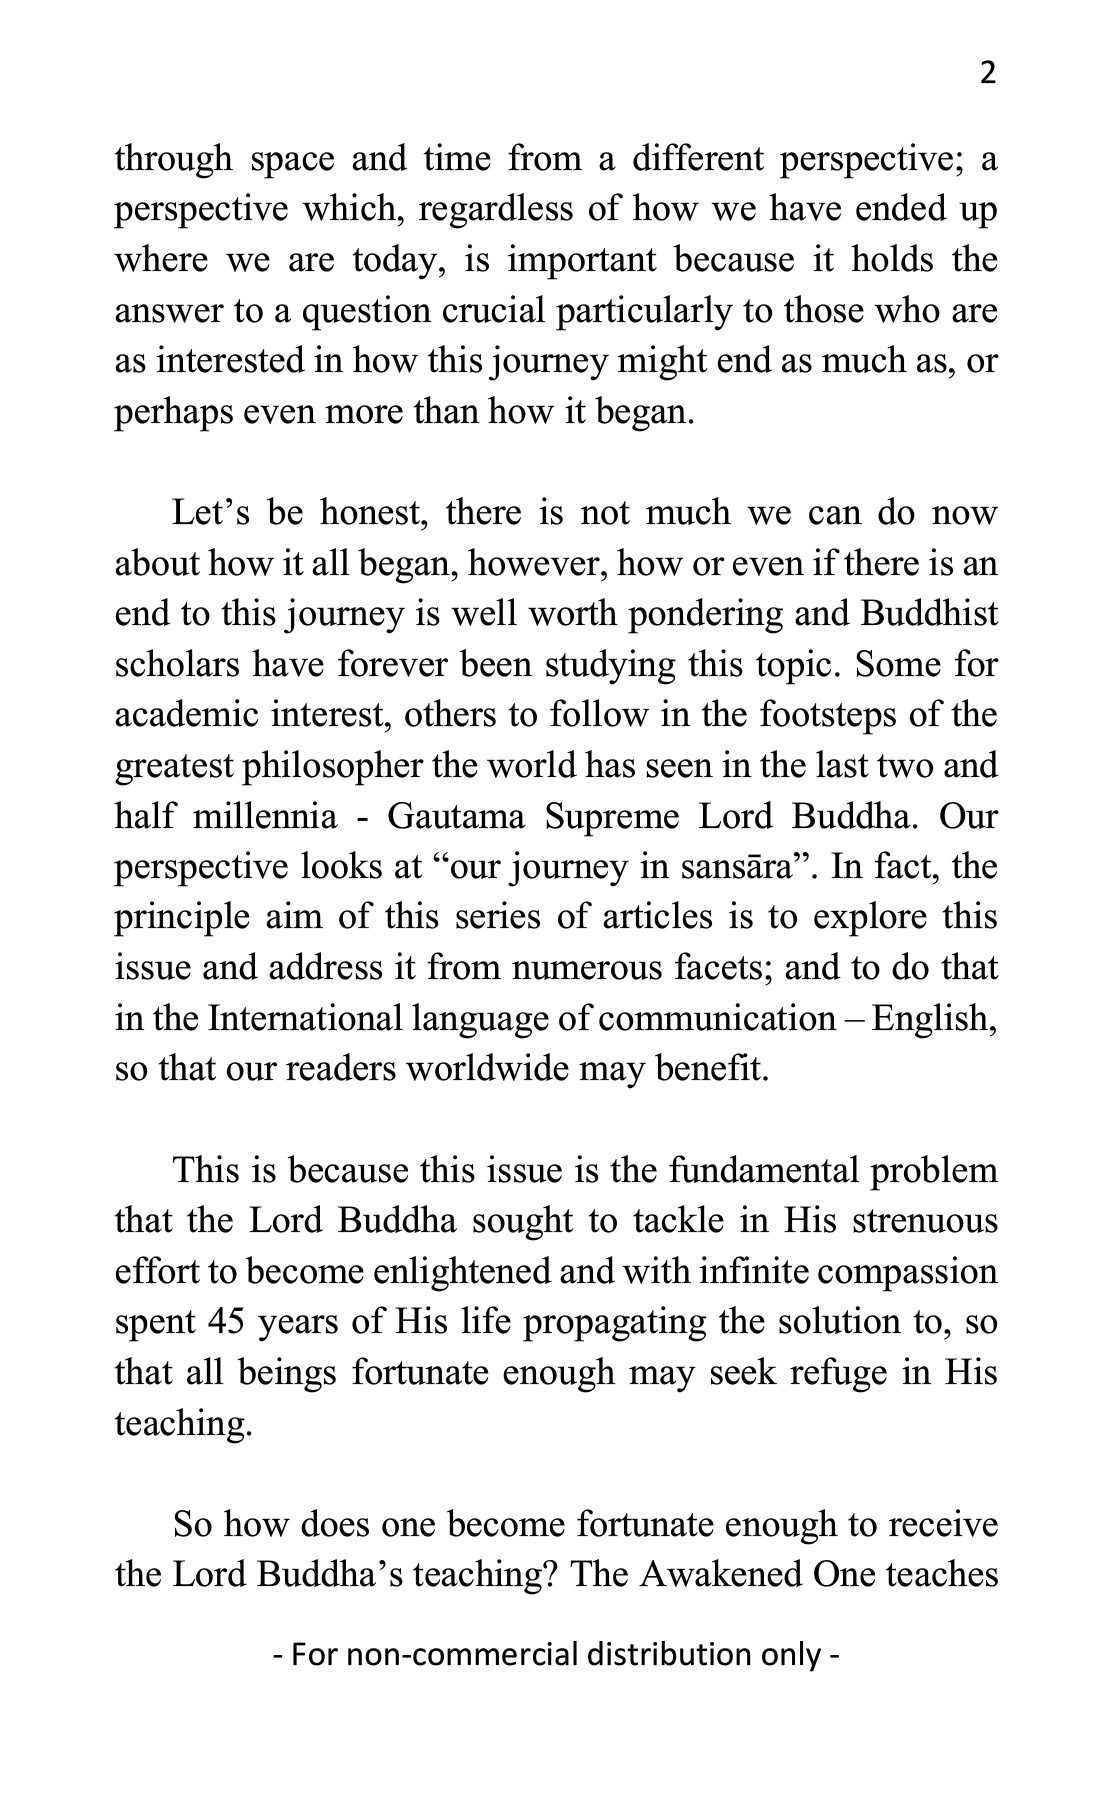 2
through space and time from a different perspective; a
perspective which, regardless of how we have ended up
where we are today, is important because it holds the
answer to a question crucial particularly to those who are
as interested in how this journey might end as much as, or
perhaps even more than how it began.
Let’s be honest, there is not much we can do now
about how it all began, however, how or even if there is an
end to this journey is well worth pondering and Buddhist
scholars have forever been studying this topic. Some for
academic interest, others to follow in the footsteps of the
greatest philosopher the world has seen in the last two and
half millennia - Gautama Supreme Lord Buddha. Our
perspective looks at “our journey in sansāra”. In fact, the
principle aim of this series of articles is to explore this
issue and address it from numerous facets; and to do that
in the International language of communication – English,
so that our readers worldwide may benefit.
This is because this issue is the fundamental problem
that the Lord Buddha sought to tackle in His strenuous
effort to become enlightened and with infinite compassion
spent 45 years of His life propagating the solution to, so
that all beings fortunate enough may seek refuge in His
teaching.
So how does one become fortunate enough to receive
the Lord Buddha’s teaching? The Awakened One teaches
- For non-commercial distribution only -